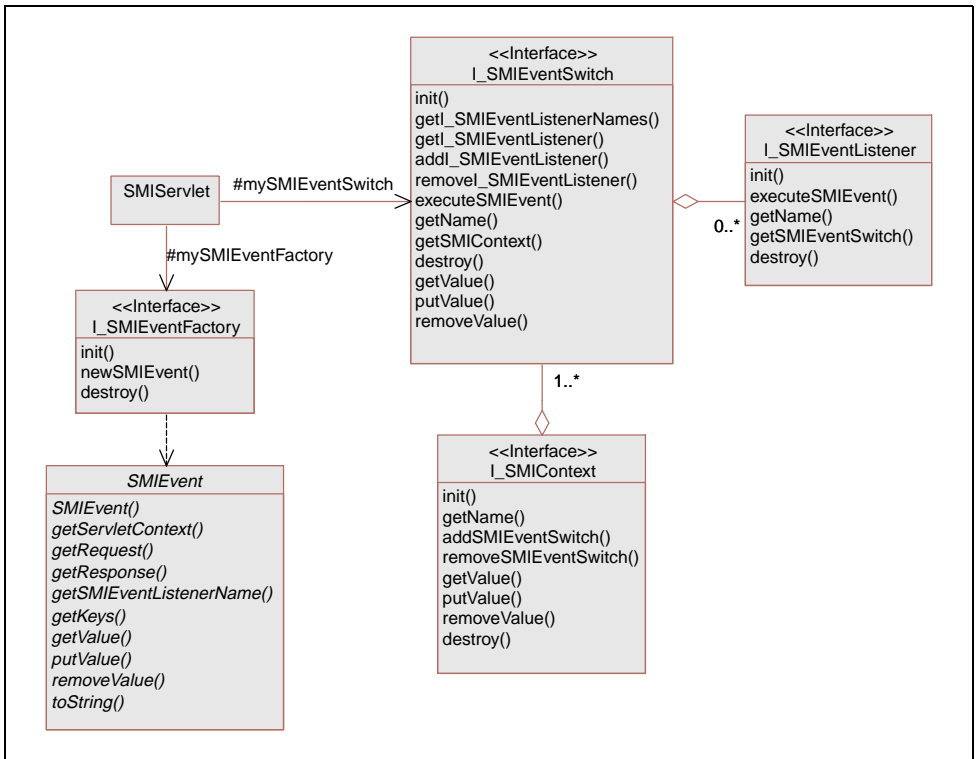 <<Interface>>
I_SMIEventSwitch
init()
getI_SMIEventListenerNames()
getI_SMIEventListener()
addI_SMIEventListener()
removeI_SMIEventListener()
executeSMIEvent()
getName()
getSMIContext()
destroy()
getValue()
putValue()
removeValue()
<<Interface>>
I_SMIEventListener
init()
executeSMIEvent()
getName()
getSMIEventSwitch()
destroy()
0..*
SMIServlet
#mySMIEventSwitch
#mySMIEventFactory
<<Interface>>
I_SMIEventFactory
init()
newSMIEvent()
destroy()
1..*
<<Interface>>
I_SMIContext
init()
getName()
addSMIEventSwitch()
removeSMIEventSwitch()
getValue()
putValue()
removeValue()
destroy()
SMIEvent
SMIEvent()
getServletContext()
getRequest()
getResponse()
getSMIEventListenerName()
getKeys()
getValue()
putValue()
removeValue()
toString()